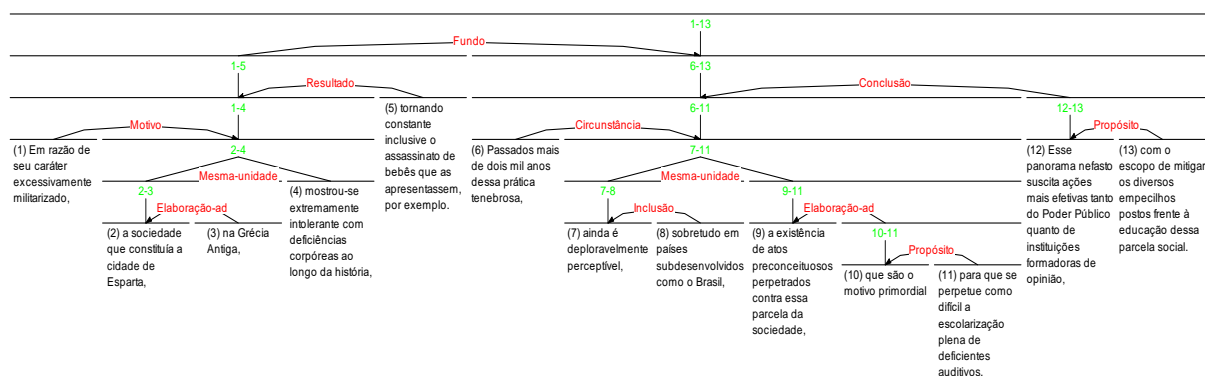 1-13
Fundo
1-5
6-13
Resultado
Conclusão
1-4
6-11
12-13
Motivo
Circunstância
Propósito
(1) Em razão de
seu caráter
excessivamente
militarizado,
2-4
Mesma-unidade
2-3
Elaboração-ad
(2) a sociedade
que constituía a
cidade de
Esparta,
(3) na Grécia
Antiga,
(4) mostrou-se
extremamente
intolerante com
deficiências
corpóreas ao
longo da história,
(5) tornando
constante
inclusive o
assassinato de
bebês que as
apresentassem,
por exemplo.
(6) Passados mais
de dois mil anos
dessa prática
tenebrosa,
7-11
Mesma-unidade
7-8
9-11
Inclusão
Elaboração-ad
(7) ainda é
deploravelmente
perceptível,
(8) sobretudo em
países
subdesenvolvidos
como o Brasil,
(9) a existência
de atos
preconceituosos
perpetrados
contra essa
parcela da
sociedade,
10-11
Propósito
(10) que são o
motivo primordial
(11) para que se
perpetue como
difícil a
escolarização
plena de
deficientes
auditivos.
(12) Esse
panorama nefasto
suscita ações
mais efetivas tanto
do Poder Público
quanto de
instituições
formadoras de
opinião,
(13) com o
escopo de mitigar
os diversos
empecilhos
postos frente à
educação dessa
parcela social.